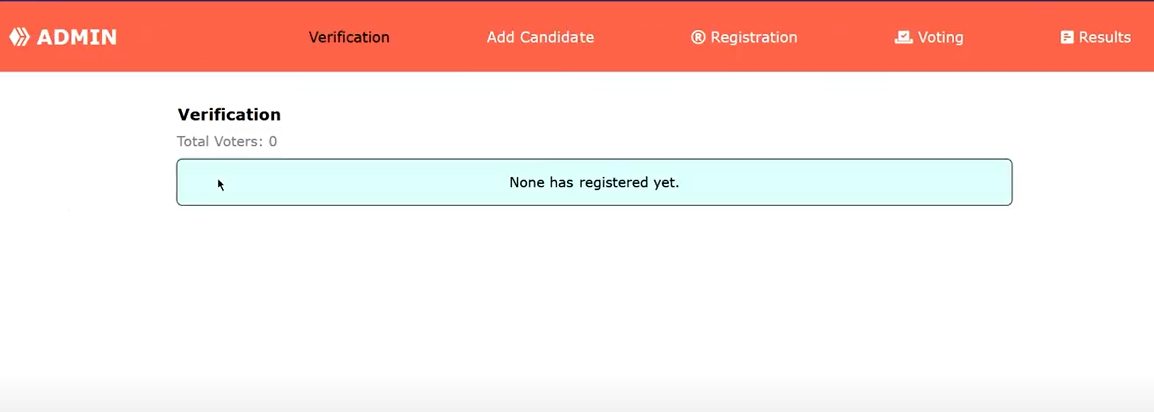 ADMIN Verification Add Candidate Registration Voting Results
Verification
Total Voters: 0
None has registered yet.